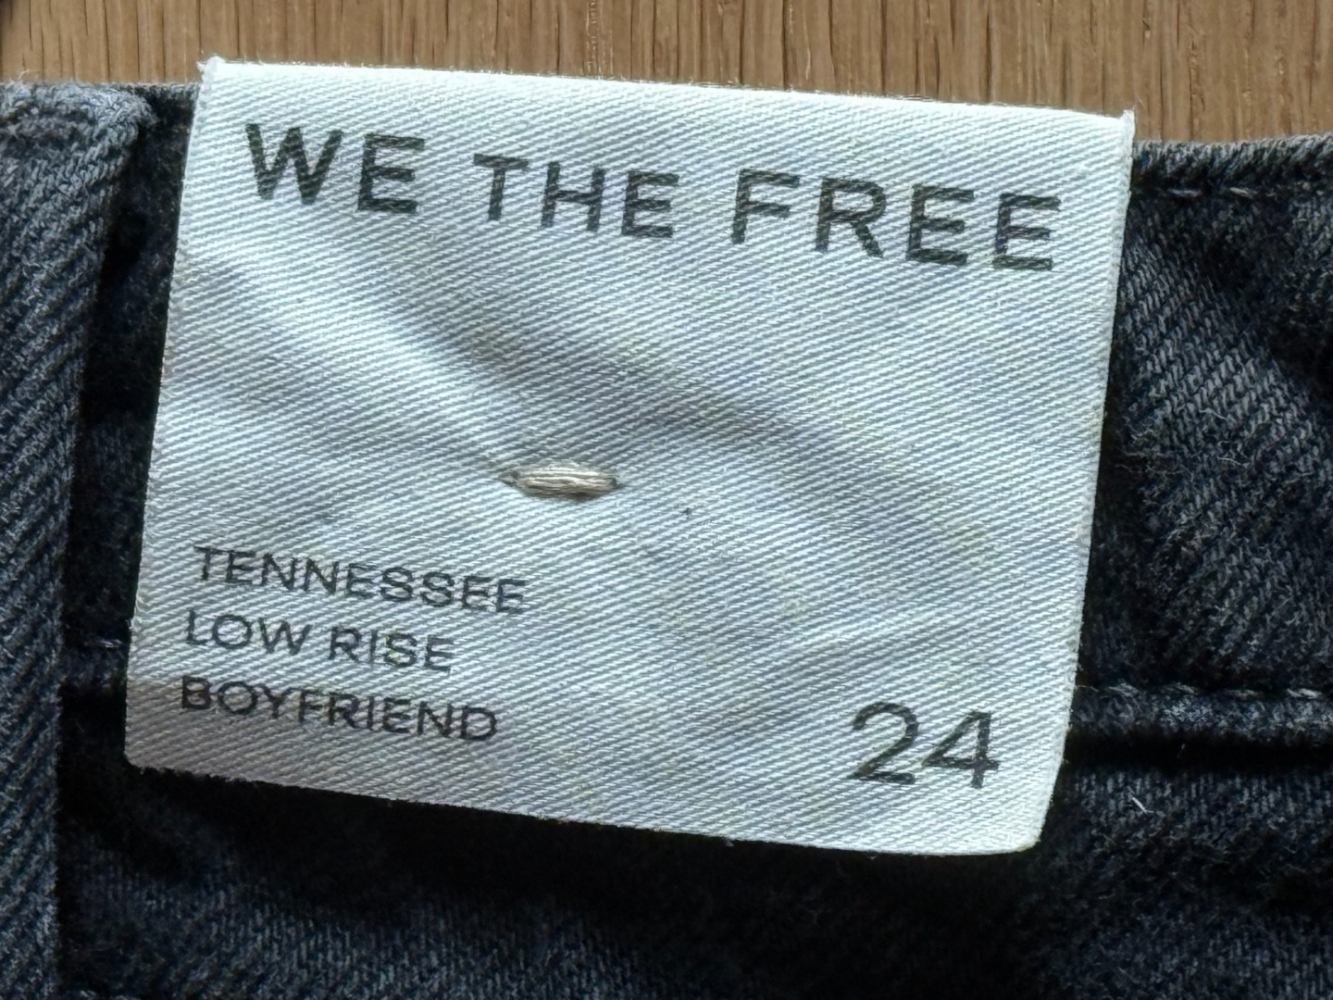 WE THE FREE
TENNESSEE
LOW RISE
BOYFRIEND
24